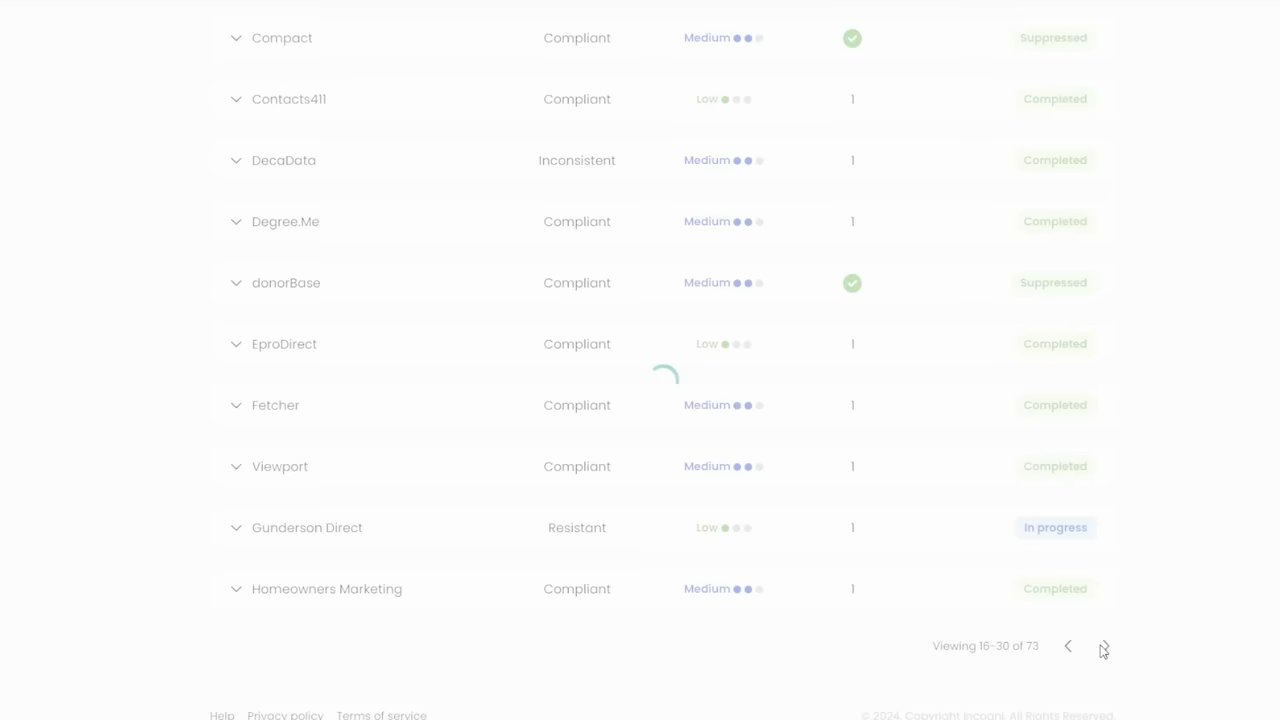 Compact Compliant Medium Suppressed
Contacts411 Compliant Low 1 Completed
DecaData Inconsistent Medium 1 Completed
Degree.Me Compliant Medium 1 Completed
donorBase Compliant Medium Suppressed
EproDirect Compliant Low 1 Completed
Fetcher Compliant Medium 1 Completed
Viewport Compliant Medium 1 Completed
Gunderson Direct Resistant Low 1 In progress
Homeowners Marketing Compliant Medium 1 Completed
Viewing 16-30 of 73
Help Privacy policy Terms of service © 2024. Copyright Incogni. All Rights Reserved.